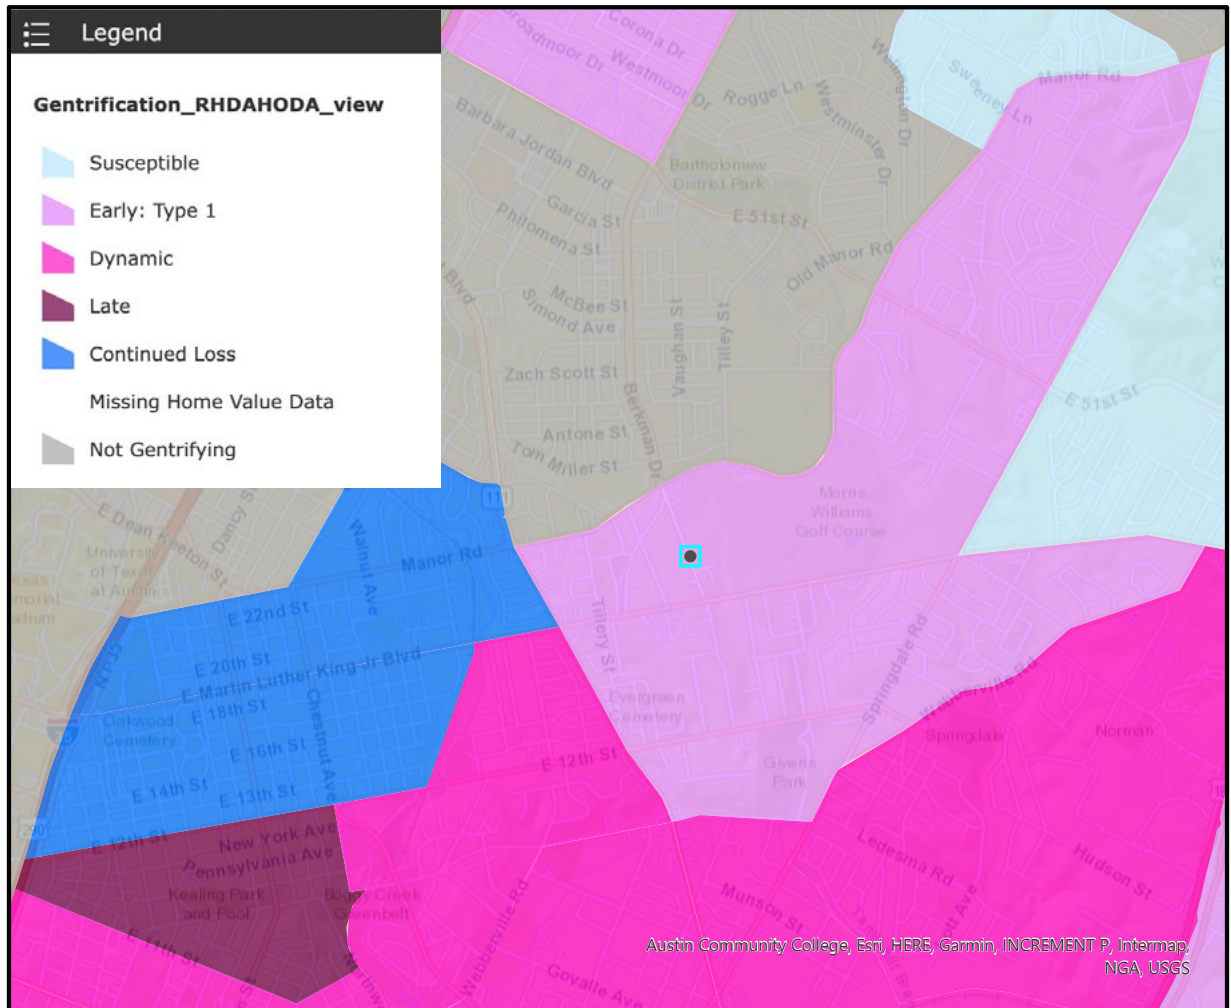 Legend
Gentrification_RHDAHODA_view
Susceptible
Early: Type 1
Dynamic
Late
Continued Loss
Missing Home Value Data
Not Gentrifying
Corona Dr
Westmoor Dr
Rogge Ln
Westminster Dr
Sweeney Ln
Manor Rd
Barbara Jordan Blvd
Bartholomew
District Park
Garcia St
Philomena St
E 51st St
Old Manor Rd
McBee St
Simond Ave
Vaughan St
Tilley St
Zach Scott St
Berkman Dr
E 51st St
Antone St
Tom Miller St
111
Morris
Williams
Golf Course
E Dean Keeton St
University
of Texas
at Austin
Walnut Ave
Manor Rd
E 22nd St
Tillery St
E 20th St
E Martin Luther King Jr Blvd
N IH 35
Chestnut Ave
E 18th St
Oakwood
Cemetery
Evergreen
Cemetery
Springdale Rd
Webberville Rd
Springdale
Norman
E 16th St
E 12th St
Givens
Park
E 14th St
E 13th St
290
E 12th St
New York Ave
Pennsylvania Ave
Kealing Park
and Pool
Boggy Creek
Greenbelt
Ledesma Rd
Hudson St
Webberville Rd
Munson St
E 11th St
Govalle Ave
Austin Community College, Esri, HERE, Garmin, INCREMENT P, Intermap,
NGA, USGS